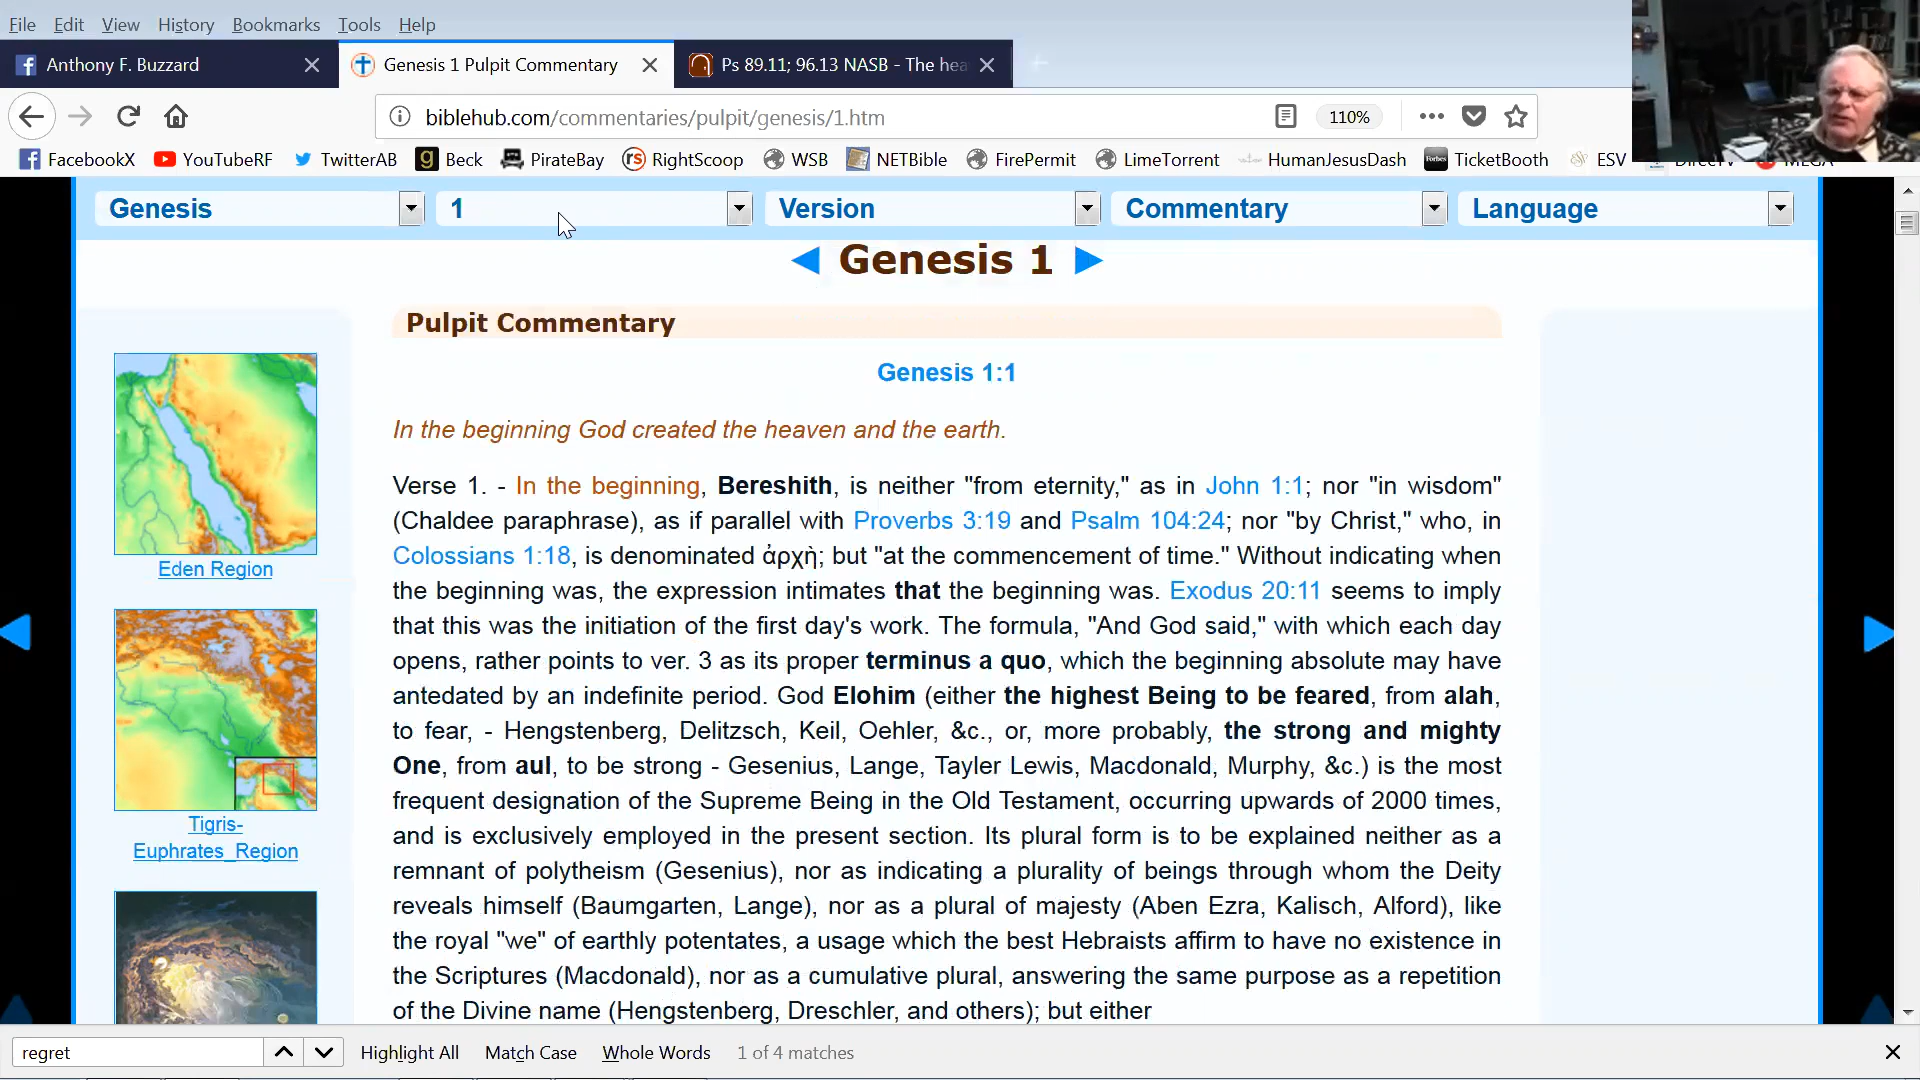 File Edit View History Bookmarks Tools Help
Anthony F. Buzzard
Genesis 1 Pulpit Commentary
Ps 89.11; 96.13 NASB - The hea
biblehub.com/commentaries/pulpit/genesis/1.htm
110%
FacebookX YouTubeRF TwitterAB Beck PirateBay RightScoop WSB NETBible FirePermit LimeTorrent HumanJesusDash TicketBooth ESV
Genesis 1 Version Commentary Language
Genesis 1
Pulpit Commentary
Genesis 1:1
In the beginning God created the heaven and the earth.
Verse 1. - In the beginning, Bereshith, is neither "from eternity," as in John 1:1; nor "in wisdom"
(Chaldee paraphrase), as if parallel with Proverbs 3:19 and Psalm 104:24; nor "by Christ," who, in
Colossians 1:18, is denominated ἀρχὴ; but "at the commencement of time." Without indicating when
the beginning was, the expression intimates that the beginning was. Exodus 20:11 seems to imply
that this was the initiation of the first day's work. The formula, "And God said," with which each day
opens, rather points to ver. 3 as its proper terminus a quo, which the beginning absolute may have
antedated by an indefinite period. God Elohim (either the highest Being to be feared, from alah,
to fear, - Hengstenberg, Delitzsch, Keil, Oehler, &c., or, more probably, the strong and mighty
One, from aul, to be strong - Gesenius, Lange, Tayler Lewis, Macdonald, Murphy, &c.) is the most
frequent designation of the Supreme Being in the Old Testament, occurring upwards of 2000 times,
and is exclusively employed in the present section. Its plural form is to be explained neither as a
remnant of polytheism (Gesenius), nor as indicating a plurality of beings through whom the Deity
reveals himself (Baumgarten, Lange), nor as a plural of majesty (Aben Ezra, Kalisch, Alford), like
the royal "we" of earthly potentates, a usage which the best Hebraists affirm to have no existence in
the Scriptures (Macdonald), nor as a cumulative plural, answering the same purpose as a repetition
of the Divine name (Hengstenberg, Dreschler, and others); but either
Eden Region
Tigris-
Euphrates_Region
regret Highlight All Match Case Whole Words 1 of 4 matches